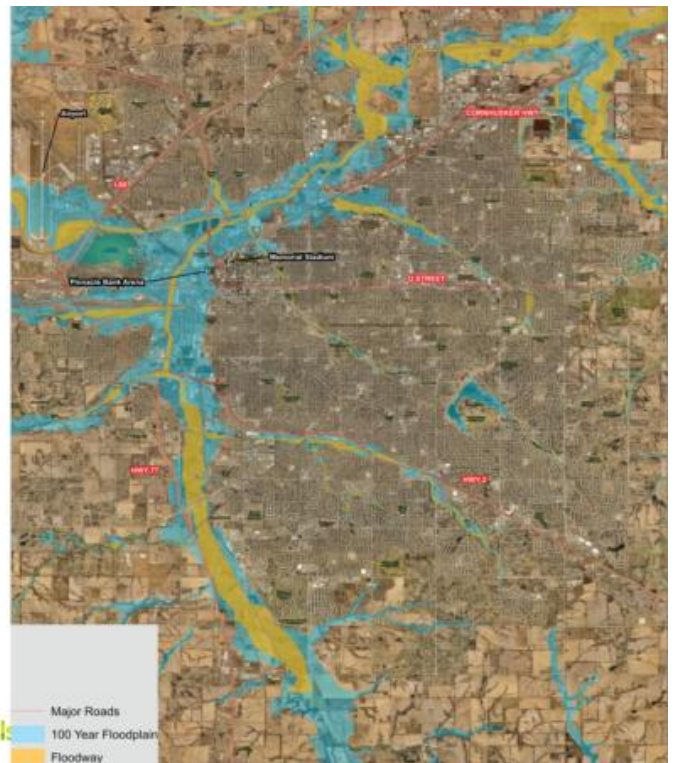 Airport
CORNHUSKER HWY
I-80
Memorial Stadium
Pinnacle Bank Arena
O STREET
HWY 77
HWY 2
Major Roads
100 Year Floodplain
Floodway